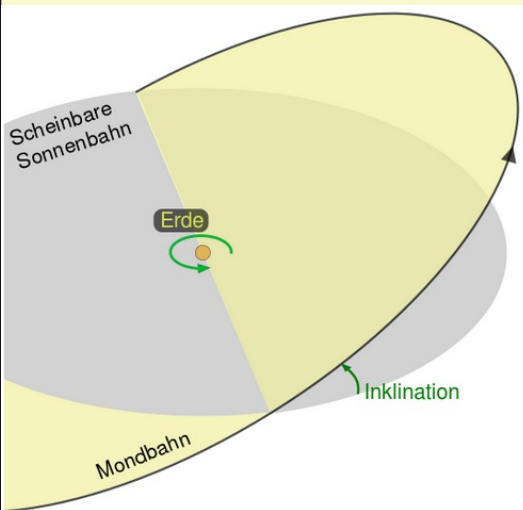 Scheinbare
Sonnenbahn
Erde
Inklination
Mondbahn